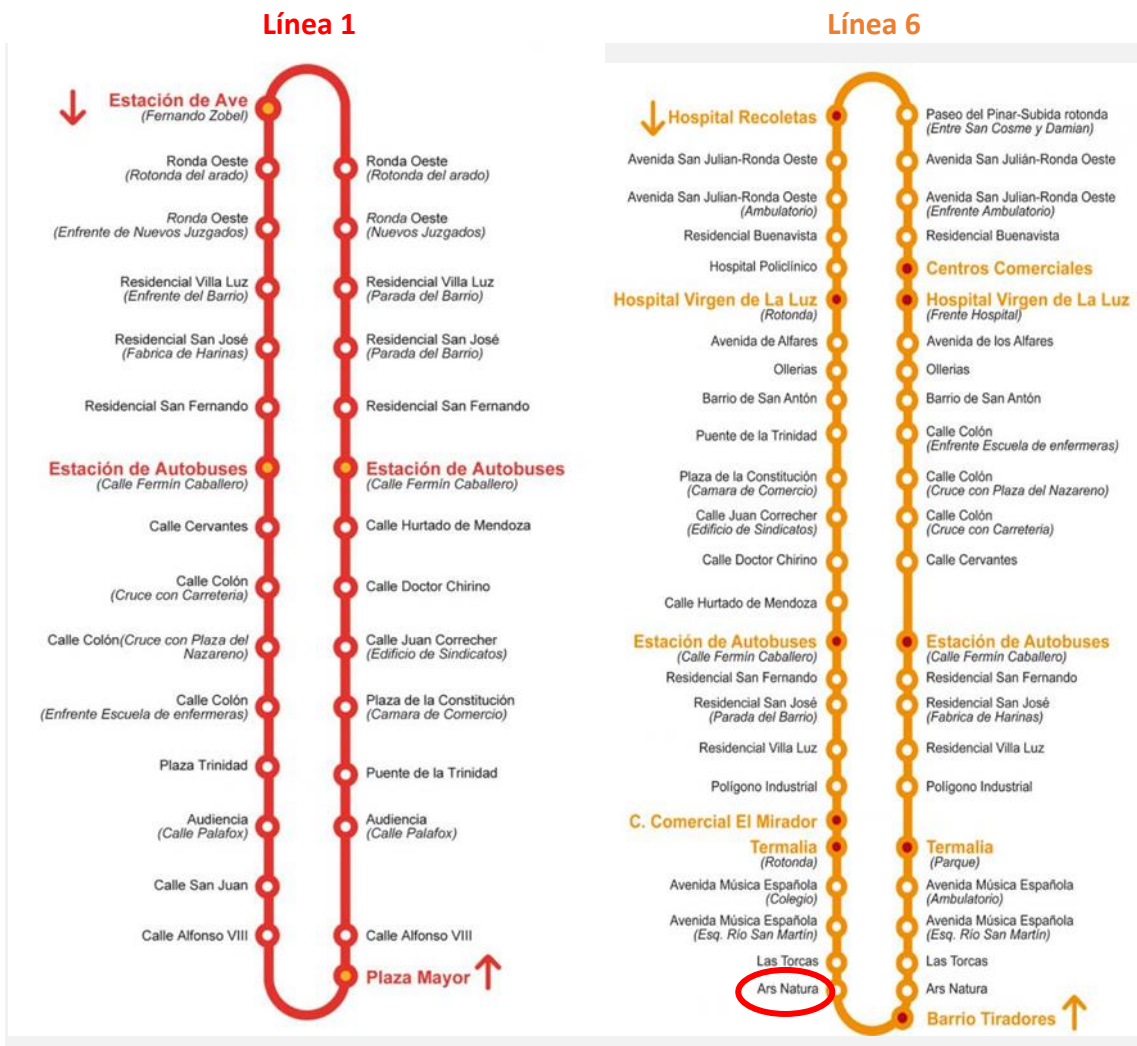 Línea 1
Estación de Ave
(Fernando Zobel)
Ronda Oeste
(Rotonda del arado)
Ronda Oeste
(Enfrente de Nuevos Juzgados)
Residencial Villa Luz
(Enfrente del Barrio)
Residencial San José
(Fabrica de Harinas)
Residencial San Fernando
Estación de Autobuses
(Calle Fermín Caballero)
Calle Cervantes
Calle Colón
(Cruce con Carreteria)
Calle Colón(Cruce con Plaza del
Nazareno)
Calle Colón
(Enfrente Escuela de enfermeras)
Plaza Trinidad
Audiencia
(Calle Palafox)
Calle San Juan
Calle Alfonso VIII
Ronda Oeste
(Rotonda del arado)
Ronda Oeste
(Nuevos Juzgados)
Residencial Villa Luz
(Parada del Barrio)
Residencial San José
(Parada del Barrio)
Residencial San Fernando
Estación de Autobuses
(Calle Fermín Caballero)
Calle Hurtado de Mendoza
Calle Doctor Chirino
Calle Juan Correcher
(Edificio de Sindicatos)
Plaza de la Constitución
(Camara de Comercio)
Puente de la Trinidad
Audiencia
(Calle Palafox)
Calle Alfonso VIII
Plaza Mayor
Línea 6
Hospital Recoletas
Avenida San Julian-Ronda Oeste
Avenida San Julian-Ronda Oeste
(Ambulatorio)
Residencial Buenavista
Hospital Policlínico
Hospital Virgen de La Luz
(Rotonda)
Avenida de Alfares
Ollerias
Barrio de San Antón
Puente de la Trinidad
Plaza de la Constitución
(Camara de Comercio)
Calle Juan Correcher
(Edificio de Sindicatos)
Calle Doctor Chirino
Calle Hurtado de Mendoza
Estación de Autobuses
(Calle Fermín Caballero)
Residencial San Fernando
Residencial San José
(Parada del Barrio)
Residencial Villa Luz
Polígono Industrial
C. Comercial El Mirador
Termalia
(Rotonda)
Avenida Música Española
(Colegio)
Avenida Música Española
(Esq. Río San Martín)
Las Torcas
Ars Natura
Paseo del Pinar-Subida rotonda
(Entre San Cosme y Damian)
Avenida San Julián-Ronda Oeste
Avenida San Julian-Ronda Oeste
(Enfrente Ambulatorio)
Residencial Buenavista
Centros Comerciales
Hospital Virgen de La Luz
(Frente Hospital)
Avenida de los Alfares
Ollerias
Barrio de San Antón
Calle Colón
(Enfrente Escuela de enfermeras)
Calle Colón
(Cruce con Plaza del Nazareno)
Calle Colón
(Cruce con Carreteria)
Calle Cervantes
Estación de Autobuses
(Calle Fermín Caballero)
Residencial San Fernando
Residencial San José
(Fabrica de Harinas)
Residencial Villa Luz
Polígono Industrial
Termalia
(Parque)
Avenida Música Española
(Ambulatorio)
Avenida Música Española
(Esq. Río San Martín)
Las Torcas
Ars Natura
Barrio Tiradores